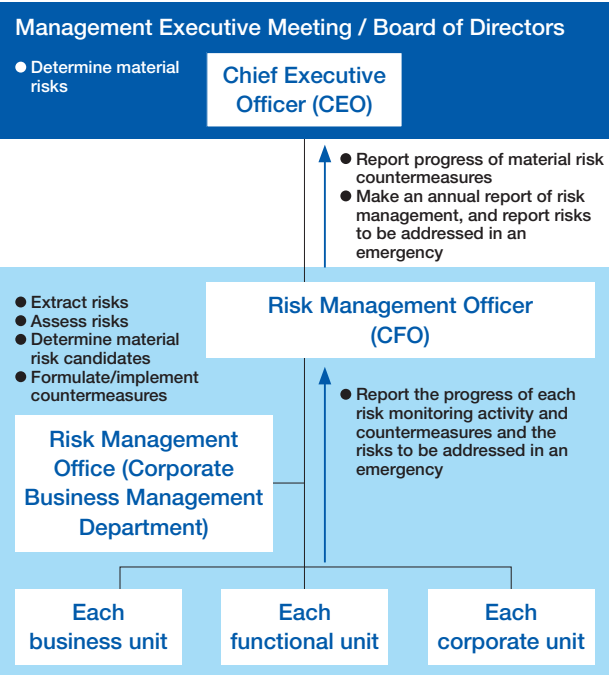 Management Executive Meeting / Board of Directors
● Determine material
risks
Chief Executive
Officer (CEO)
● Report progress of material risk
countermeasures
● Make an annual report of risk
management, and report risks
to be addressed in an
emergency
● Extract risks
● Assess risks
● Determine material
risk candidates
● Formulate/implement
countermeasures
Risk Management Officer
(CFO)
● Report the progress of each
risk monitoring activity and
countermeasures and the
risks to be addressed in an
emergency
Risk Management
Office (Corporate
Business Management
Department)
Each
business unit
Each
functional unit
Each
corporate unit